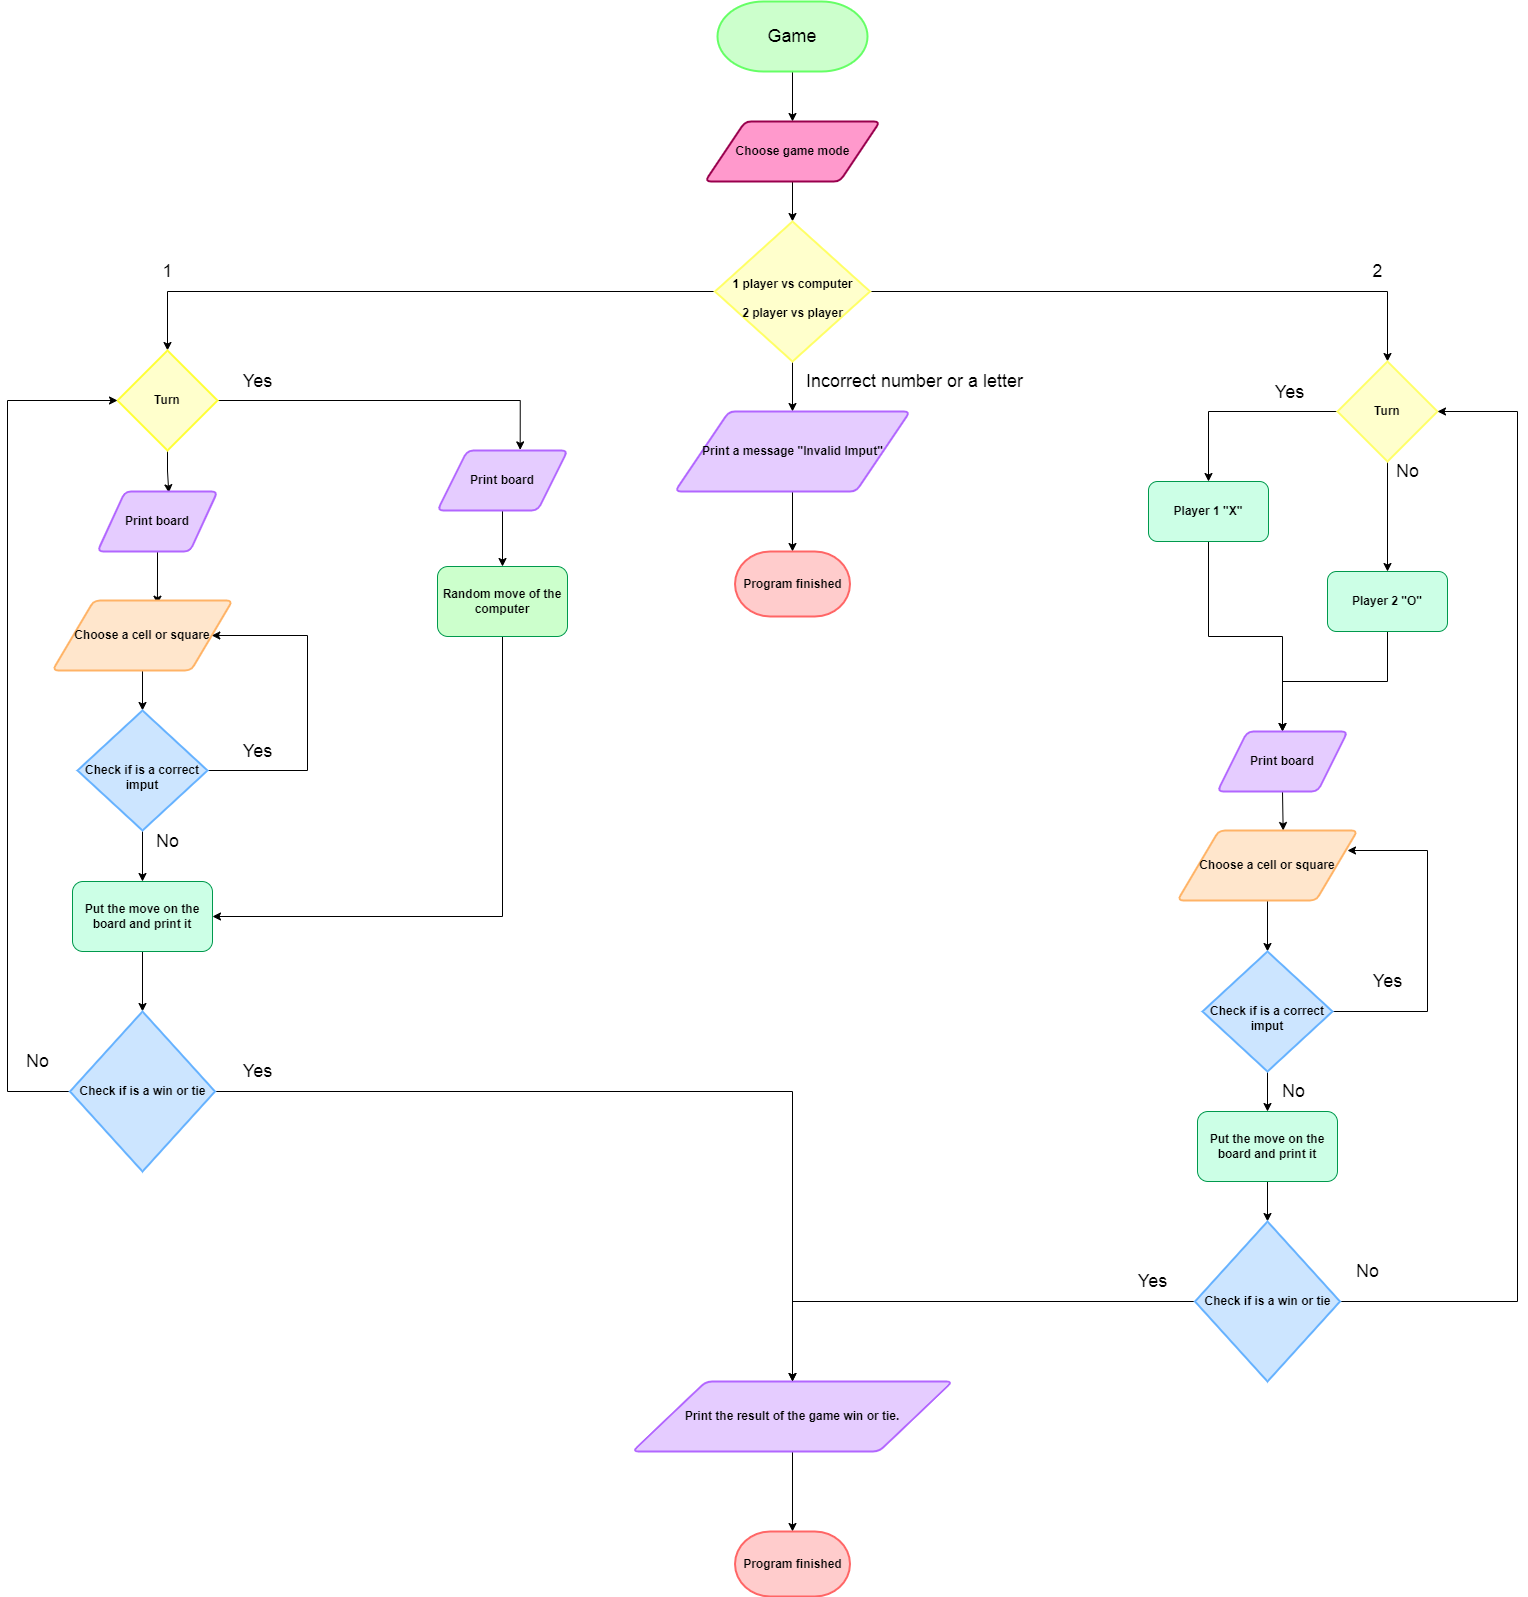 Game
Choose game mode
1 player vs computer
2 player vs player
1
2
Incorrect number or a letter
Turn
Yes
Print board
Print board
Choose a cell or square
Random move of the
computer
Check if is a correct
imput
Yes
No
Put the move on the
board and print it
Check if is a win or tie
No
Yes
Print a message "Invalid Imput"
Program finished
Turn
Yes
No
Player 1 "X"
Player 2 "O"
Print board
Choose a cell or square
Check if is a correct
imput
Yes
No
Put the move on the
board and print it
Check if is a win or tie
Yes
No
Print the result of the game win or tie.
Program finished